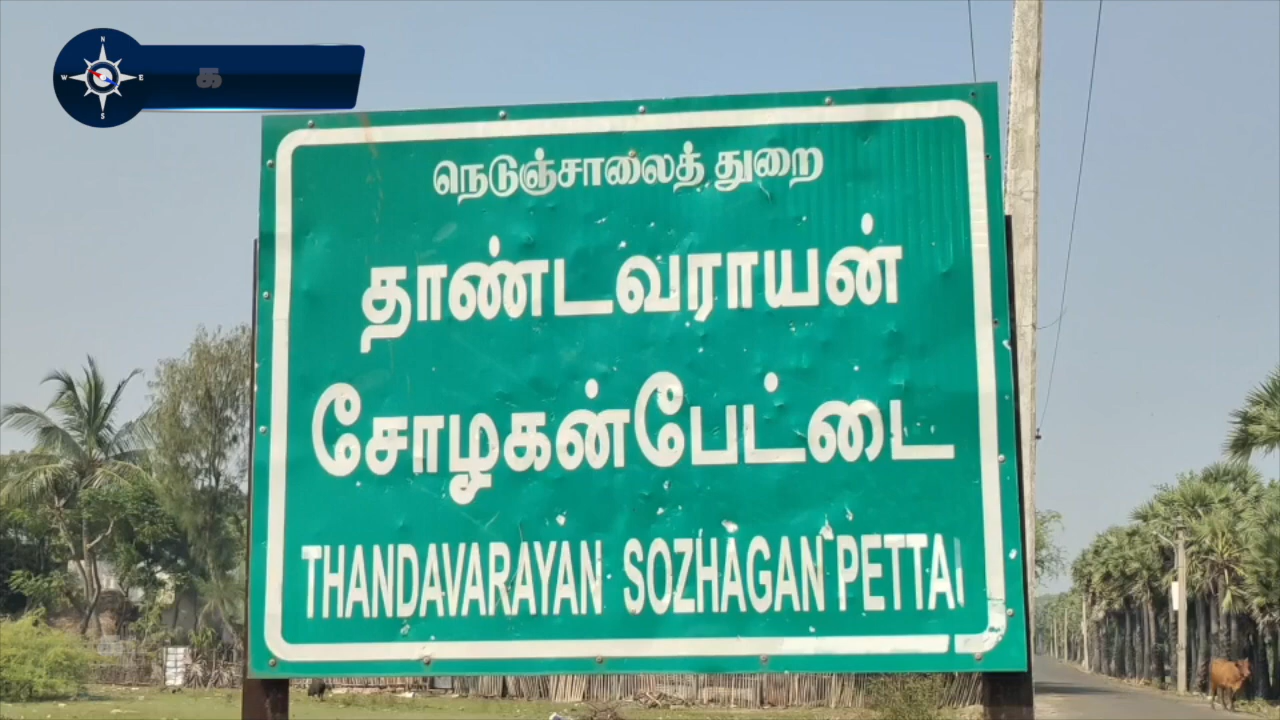 N
W E
S
க
நெடுஞ்சாலைத் துறை
தாண்டவராயன்
சோழகன்பேட்டை
THANDAVARAYAN SOZHAGAN PETTAI